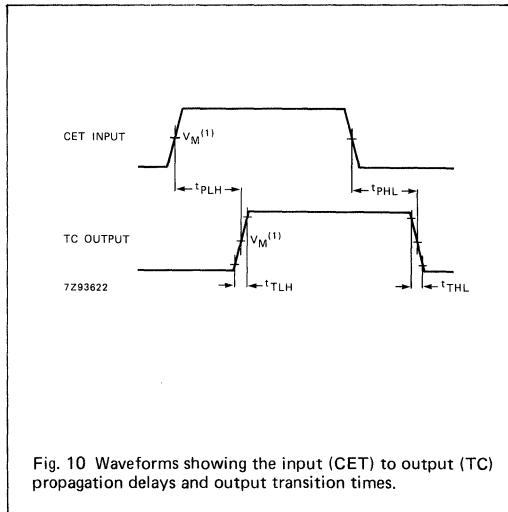 CET INPUT
V_M(1)
t_PLH
t_PHL
TC OUTPUT
V_M(1)
7Z93622
t_TLH
t_THL
Fig. 10 Waveforms showing the input (CET) to output (TC)
propagation delays and output transition times.